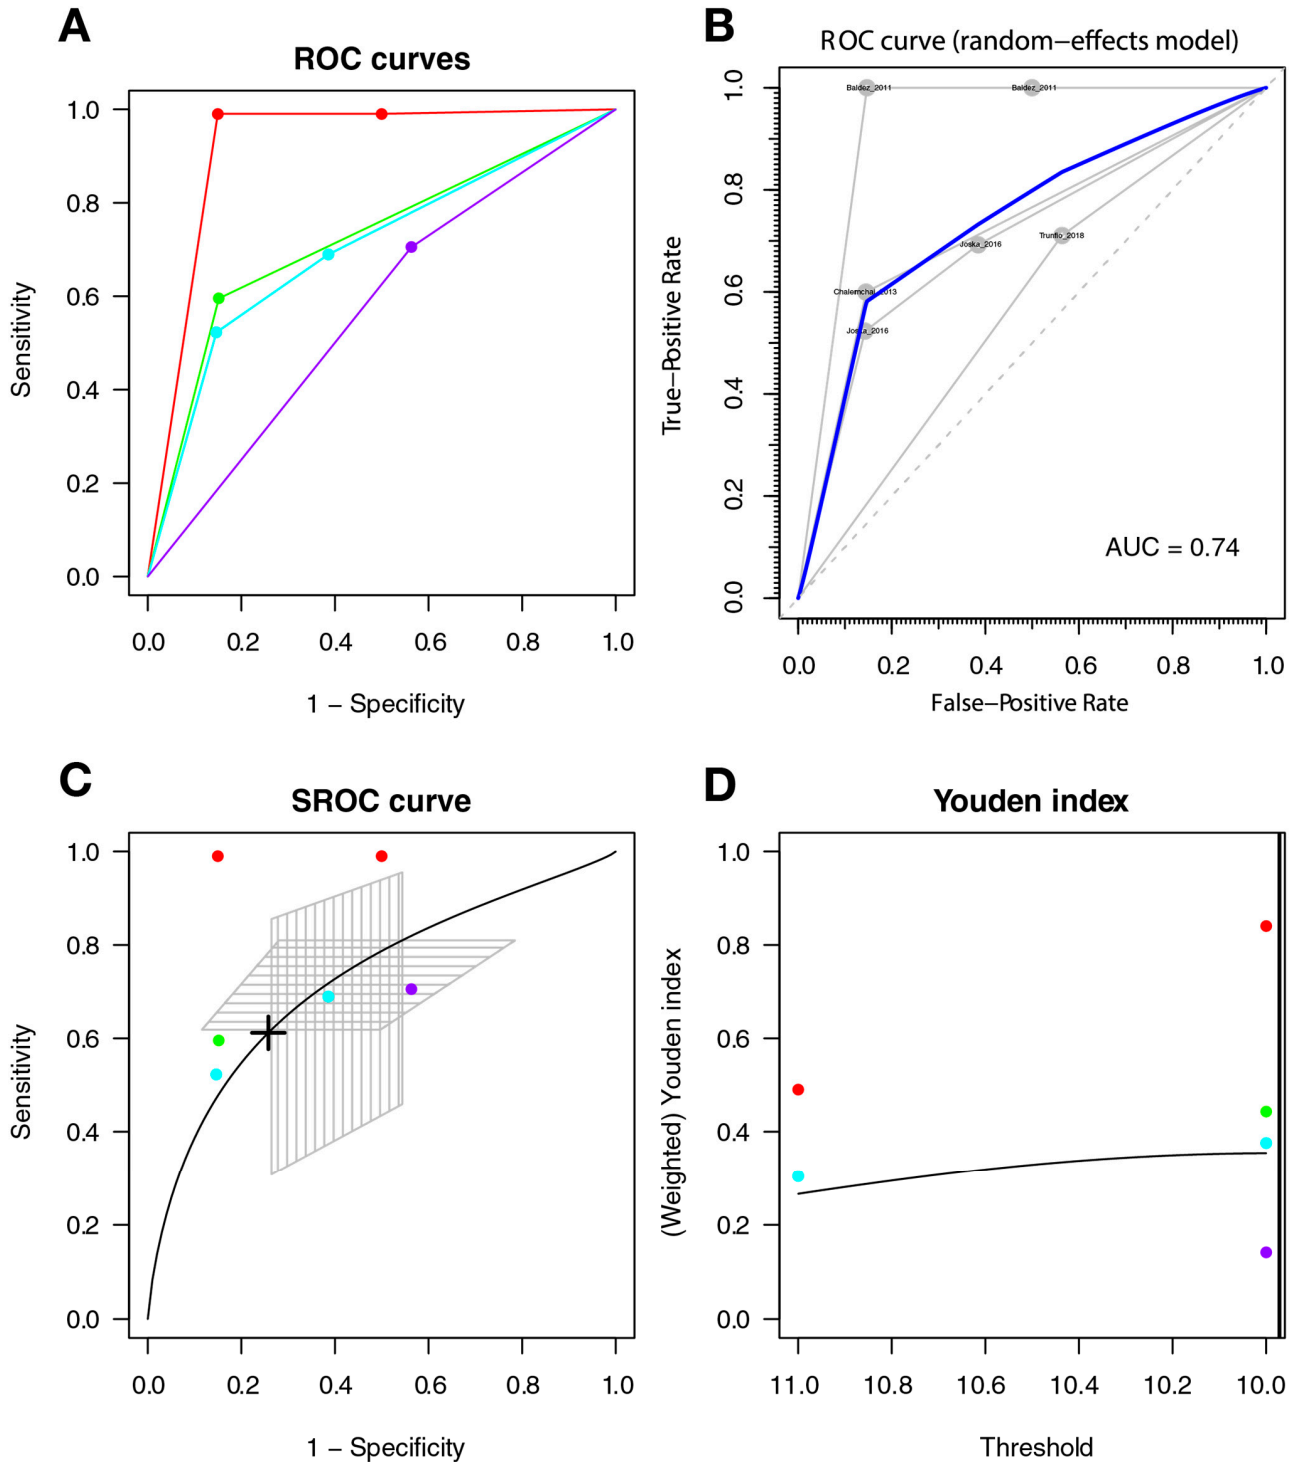 A
ROC curves
1.0
0.8
0.6
0.4
0.2
0.0
Sensitivity
0.0 0.2 0.4 0.6 0.8 1.0
1 − Specificity
B
ROC curve (random−effects model)
Baldez_2011 Baldez_2011
Joska_2016 Trunfio_2018
Chalermchai_2013
Joska_2016
1.0
0.8
0.6
0.4
0.2
0.0
True−Positive Rate
AUC = 0.74
0.0 0.2 0.4 0.6 0.8 1.0
False−Positive Rate
C
SROC curve
1.0
0.8
0.6
0.4
0.2
0.0
Sensitivity
0.0 0.2 0.4 0.6 0.8 1.0
1 − Specificity
D
Youden index
1.0
0.8
0.6
0.4
0.2
0.0
(Weighted) Youden index
11.0 10.8 10.6 10.4 10.2 10.0
Threshold